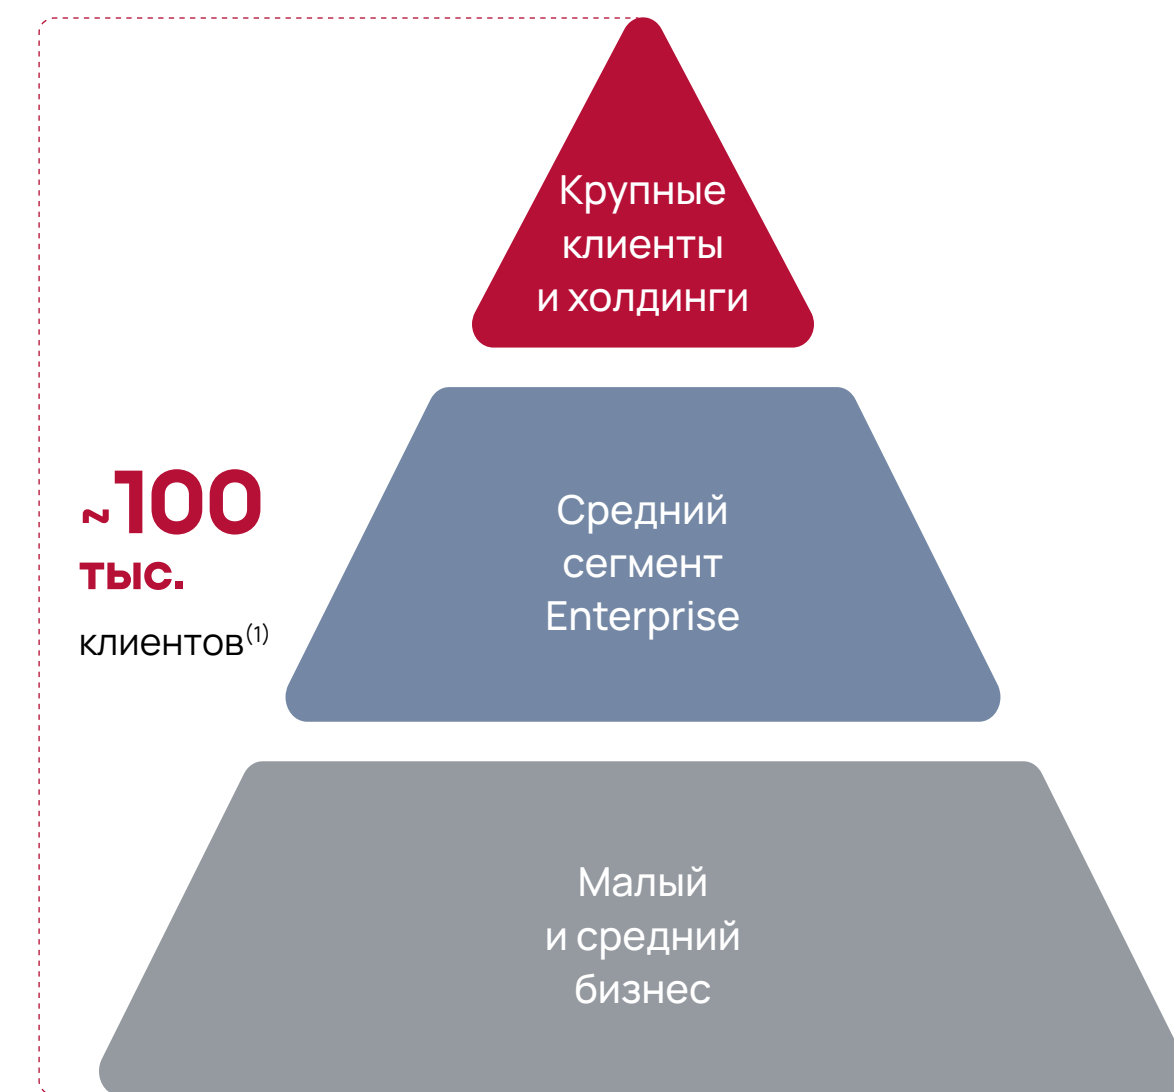 Крупные
клиенты
и холдинги
~100
тыс.
клиентов(1)
Средний
сегмент
Enterprise
Малый
и средний
бизнес